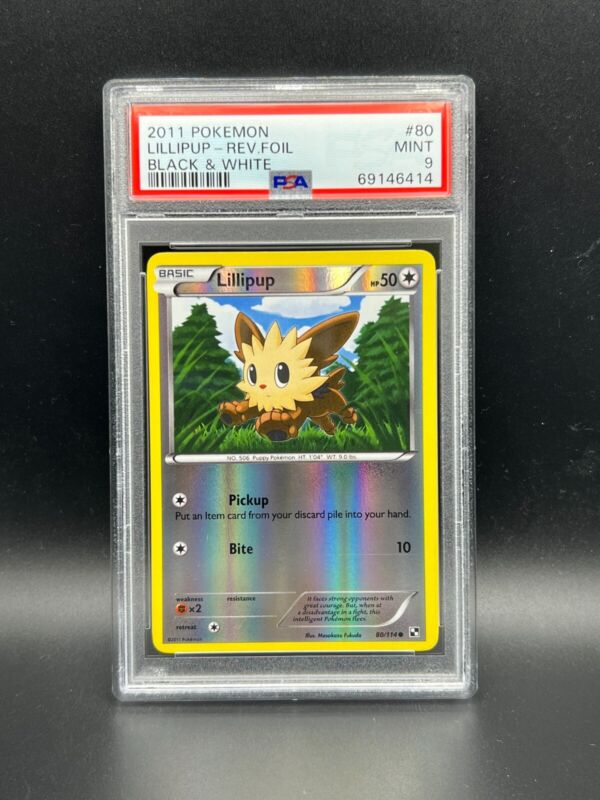 2011 POKEMON #80
LILLIPUP - REV.FOIL MINT
BLACK & WHITE 9
PSA 69146414
BASIC Lillipup HP50
NO. 506 Puppy Pokémon HT. 1'04" WT. 9.0 lbs.
Pickup
Put an Item card from your discard pile into your hand.
Bite 10
weakness resistance
×2
retreat
It faces strong opponents with
great courage. But, when at
a disadvantage in a fight, this
intelligent Pokémon flees.
©2011 Pokémon
Illus. Masakazu Fukuda 80/114